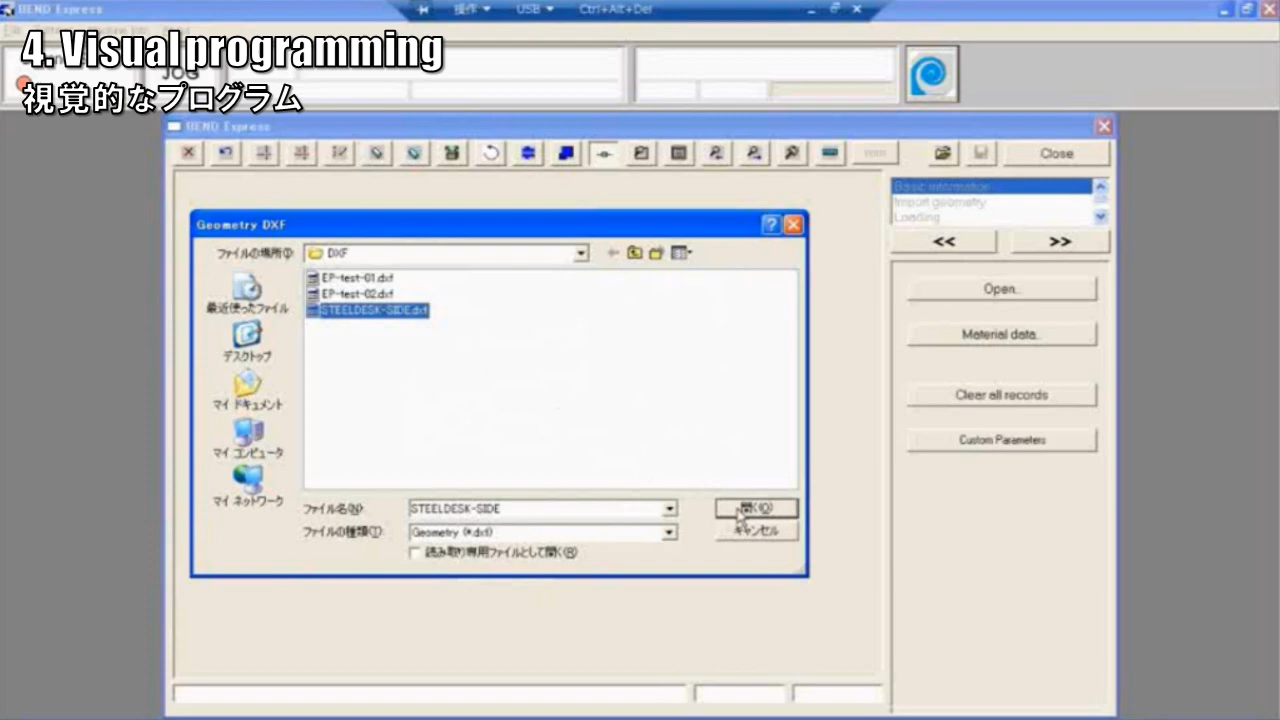 BEND Express
操作 USB Ctrl+Alt+Del
4. Visual programming
視覚的なプログラム
JOB
BEND Express
Close
Basic information
Import geometry
Loading
<< >>
Open..
Material data..
Clear all records
Custom Parameters
Geometry DXF
ファイルの場所(I): DXF
EP-test-01.dxf
EP-test-02.dxf
STEELDESK-SIDE.dxf
最近使ったファイル
デスクトップ
マイ ドキュメント
マイ コンピュータ
マイ ネットワーク
ファイル名(N): STEELDESK-SIDE 開く(O)
ファイルの種類(T): Geometry (*.dxf) キャンセル
読み取り専用ファイルとして開く(R)